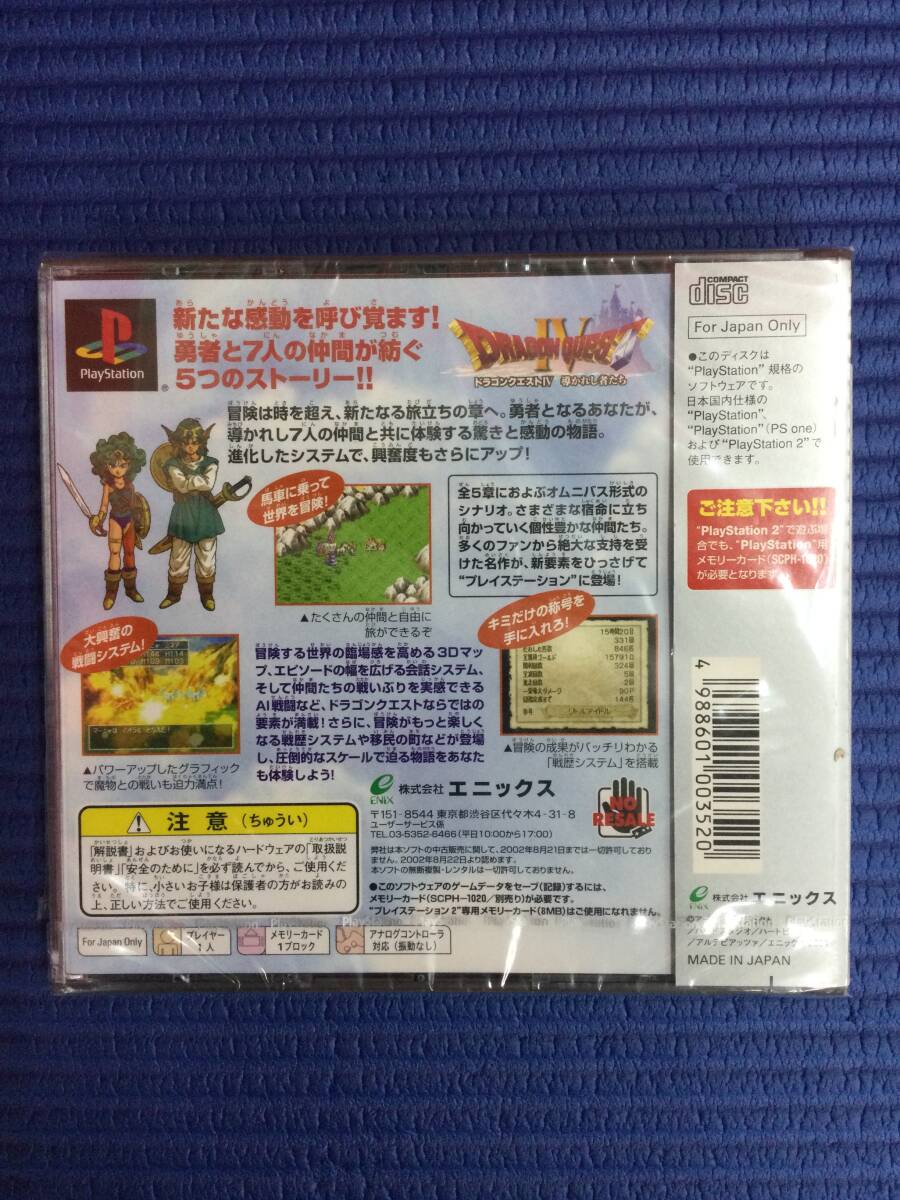 PlayStation
新たな感動を呼び覚ます!
勇者と7人の仲間が紡ぐ
5つのストーリー!!
DRAGON QUEST
IV
ドラゴンクエストIV 導かれし者たち
冒険は時を超え、新たなる旅立ちの章へ。勇者となるあなたが、
導かれし7人の仲間と共に体験する驚きと感動の物語。
進化したシステムで、興奮度もさらにアップ!
馬車に乗って
世界を冒険!
▲たくさんの仲間と自由に
旅ができるぞ
全5章におよぶオムニバス形式の
シナリオ。さまざまな宿命に立ち
向かっていく個性豊かな仲間たち。
多くのファンから絶大な支持を受
けた名作が、新要素をひっさげて
“プレイステーション”に登場!
大興奮の
戦闘システム!
▲パワーアップしたグラフィック
で魔物との戦いも迫力満点!
冒険する世界の臨場感を高める3Dマッ
プ、エピソードの幅を広げる会話システム、
そして仲間たちの戦いぶりを実感できる
AI戦闘など、ドラゴンクエストならではの
要素が満載!さらに、冒険がもっと楽しく
なる戦歴システムや移民の町などが登場
し、圧倒的なスケールで迫る物語をあなた
も体験しよう!
キミだけの称号を
手に入れろ!
15時間20分
331回
846匹
157910
324回
5回
2回
90P
144名
リトルアイドル
▲冒険の成果がバッチリわかる
「戦歴システム」を搭載
注意(ちゅうい)
「解説書」およびお使いになるハードウェアの「取扱説
明書」「安全のために」を必ず読んでから、ご使用くだ
さい。特に、小さいお子様は保護者の方がお読みの
上、正しい方法でご使用ください。
ENIX
株式会社 エニックス
〒151-8544 東京都渋谷区代々木4-31-8
ユーザーサービス係
TEL.03-5352-6466(平日10:00から17:00)
NO
RESALE
弊社は本ソフトの中古販売に関して、2002年8月21日までは一切許可しており
ません。2002年8月22日より認めます。
本ソフトの無断複製・レンタルは一切許可しておりません。
●このソフトウェアのゲームデータをセーブ(記録)するには、
メモリーカード(SCPH-1020/別売り)が必要です。
“プレイステーション 2”専用メモリーカード(8MB)はご使用になれません。
For Japan Only
プレイヤー
1人
メモリーカード
1ブロック
アナログコントローラ
対応(振動なし)
COMPACT
disc
For Japan Only
●このディスクは
“PlayStation”規格の
ソフトウェアです。
日本国内仕様の
“PlayStation”、
“PlayStation”(PS one)
および“PlayStation 2”で
使用できます。
ご注意下さい!!
“PlayStation 2”で遊ぶ場
合でも、“PlayStation”用
メモリーカード(SCPH-1020)
が必要となります。
4988601003520
ENIX
株式会社 エニックス
MADE IN JAPAN